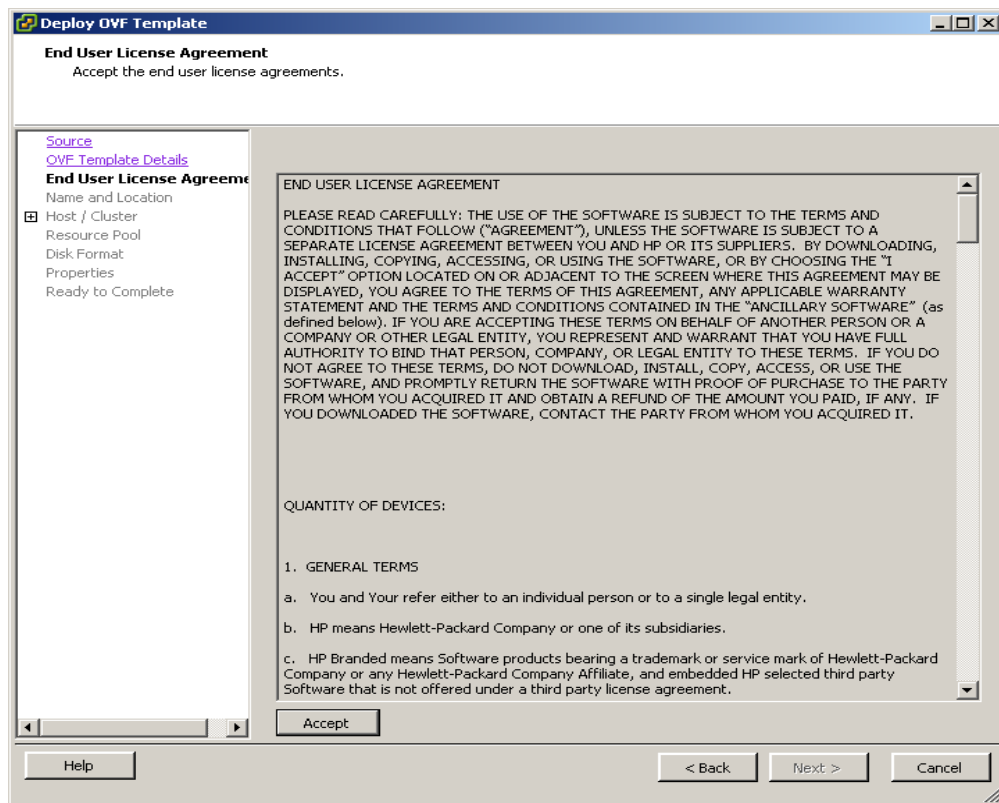 Deploy OVF Template
End User License Agreement
Accept the end user license agreements.
Source
OVF Template Details
End User License Agreeme
Name and Location
Host / Cluster
Resource Pool
Disk Format
Properties
Ready to Complete
END USER LICENSE AGREEMENT
PLEASE READ CAREFULLY: THE USE OF THE SOFTWARE IS SUBJECT TO THE TERMS AND
CONDITIONS THAT FOLLOW ("AGREEMENT"), UNLESS THE SOFTWARE IS SUBJECT TO A
SEPARATE LICENSE AGREEMENT BETWEEN YOU AND HP OR ITS SUPPLIERS.  BY DOWNLOADING,
INSTALLING, COPYING, ACCESSING, OR USING THE SOFTWARE, OR BY CHOOSING THE "I
ACCEPT" OPTION LOCATED ON OR ADJACENT TO THE SCREEN WHERE THIS AGREEMENT MAY BE
DISPLAYED, YOU AGREE TO THE TERMS OF THIS AGREEMENT, ANY APPLICABLE WARRANTY
STATEMENT AND THE TERMS AND CONDITIONS CONTAINED IN THE "ANCILLARY SOFTWARE" (as
defined below). IF YOU ARE ACCEPTING THESE TERMS ON BEHALF OF ANOTHER PERSON OR A
COMPANY OR OTHER LEGAL ENTITY, YOU REPRESENT AND WARRANT THAT YOU HAVE FULL
AUTHORITY TO BIND THAT PERSON, COMPANY, OR LEGAL ENTITY TO THESE TERMS.  IF YOU DO
NOT AGREE TO THESE TERMS, DO NOT DOWNLOAD, INSTALL, COPY, ACCESS, OR USE THE
SOFTWARE, AND PROMPTLY RETURN THE SOFTWARE WITH PROOF OF PURCHASE TO THE PARTY
FROM WHOM YOU ACQUIRED IT AND OBTAIN A REFUND OF THE AMOUNT YOU PAID, IF ANY.  IF
YOU DOWNLOADED THE SOFTWARE, CONTACT THE PARTY FROM WHOM YOU ACQUIRED IT.
QUANTITY OF DEVICES:
1.  GENERAL TERMS
a.  You and Your refer either to an individual person or to a single legal entity.
b.  HP means Hewlett-Packard Company or one of its subsidiaries.
c.  HP Branded means Software products bearing a trademark or service mark of Hewlett-Packard
Company or any Hewlett-Packard Company Affiliate, and embedded HP selected third party
Software that is not offered under a third party license agreement.
Accept
Help
< Back
Next >
Cancel